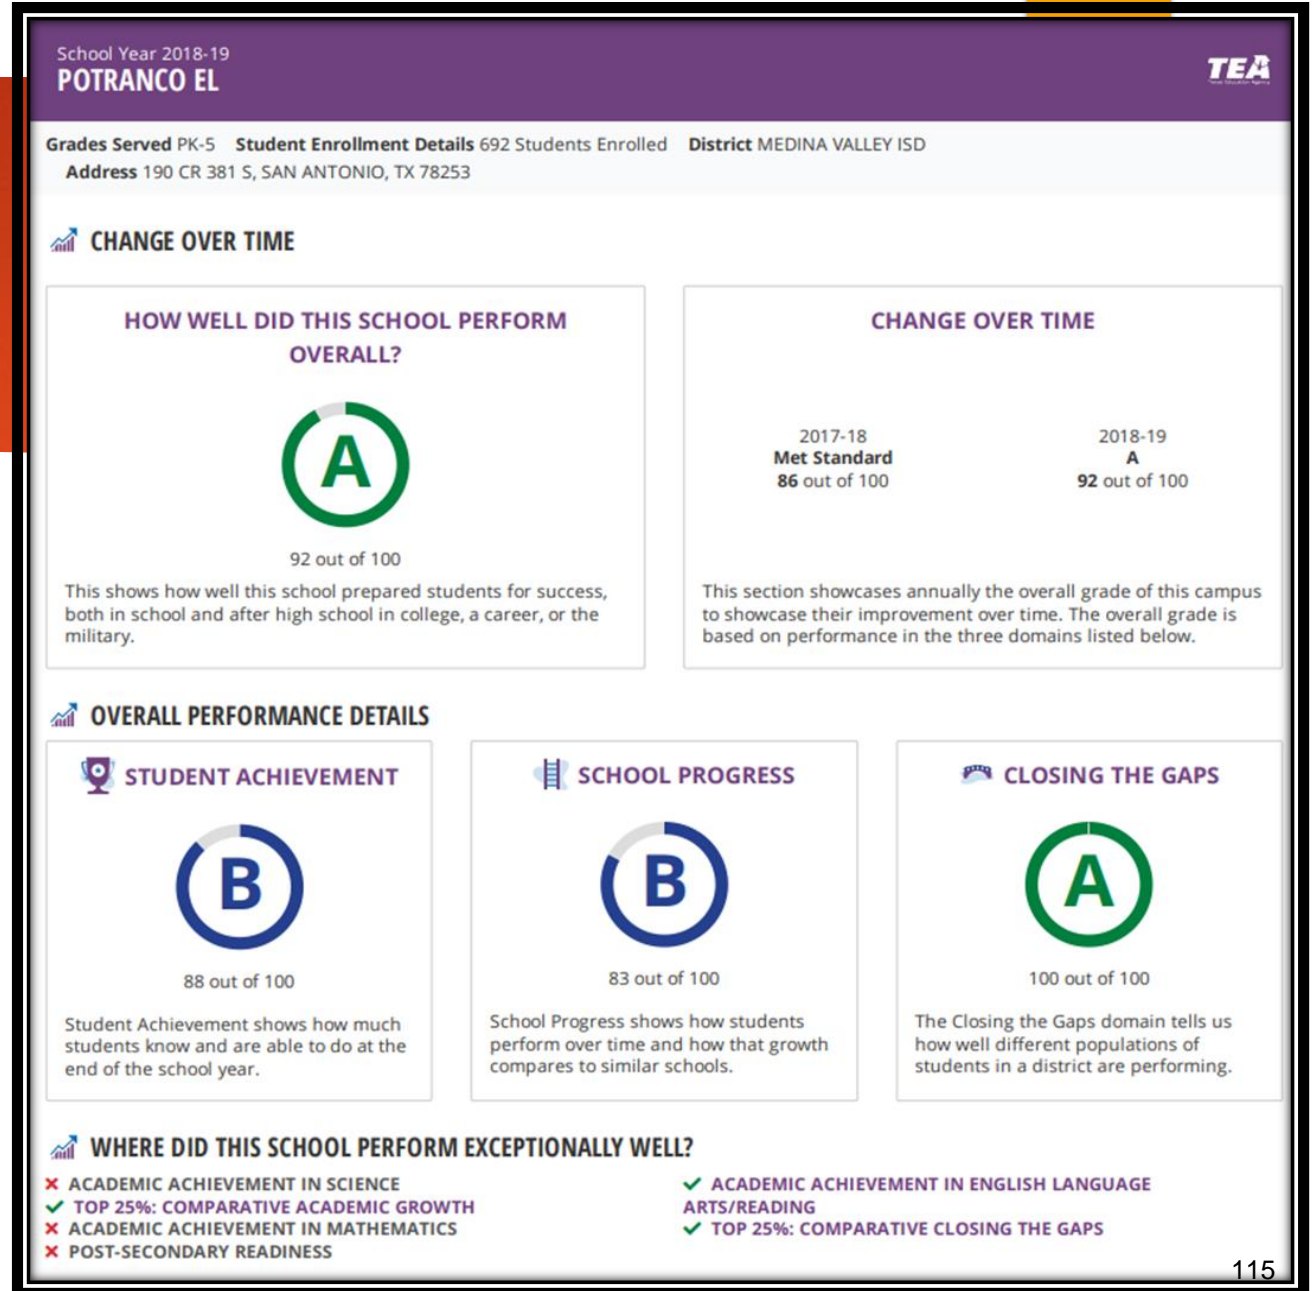 School Year 2018-19
POTRANCO EL
TEA
Grades Served PK-5 Student Enrollment Details 692 Students Enrolled District MEDINA VALLEY ISD
Address 190 CR 381 S, SAN ANTONIO, TX 78253
CHANGE OVER TIME
HOW WELL DID THIS SCHOOL PERFORM
OVERALL?
A
92 out of 100
This shows how well this school prepared students for success,
both in school and after high school in college, a career, or the
military.
CHANGE OVER TIME
2017-18
Met Standard
86 out of 100
2018-19
A
92 out of 100
This section showcases annually the overall grade of this campus
to showcase their improvement over time. The overall grade is
based on performance in the three domains listed below.
OVERALL PERFORMANCE DETAILS
STUDENT ACHIEVEMENT
B
88 out of 100
Student Achievement shows how much
students know and are able to do at the
end of the school year.
SCHOOL PROGRESS
B
83 out of 100
School Progress shows how students
perform over time and how that growth
compares to similar schools.
CLOSING THE GAPS
A
100 out of 100
The Closing the Gaps domain tells us
how well different populations of
students in a district are performing.
WHERE DID THIS SCHOOL PERFORM EXCEPTIONALLY WELL?
✗ ACADEMIC ACHIEVEMENT IN SCIENCE
✓ TOP 25%: COMPARATIVE ACADEMIC GROWTH
✗ ACADEMIC ACHIEVEMENT IN MATHEMATICS
✗ POST-SECONDARY READINESS
✓ ACADEMIC ACHIEVEMENT IN ENGLISH LANGUAGE
ARTS/READING
✓ TOP 25%: COMPARATIVE CLOSING THE GAPS
115